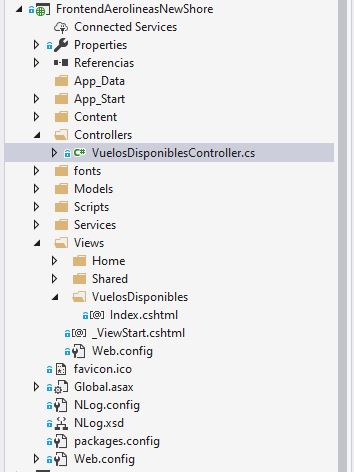 FrontendAerolineasNewShore
Connected Services
Properties
Referencias
App_Data
App_Start
Content
Controllers
C# VuelosDisponiblesController.cs
fonts
Models
Scripts
Services
Views
Home
Shared
VuelosDisponibles
[@] Index.cshtml
[@] _ViewStart.cshtml
Web.config
favicon.ico
Global.asax
NLog.config
NLog.xsd
packages.config
Web.config